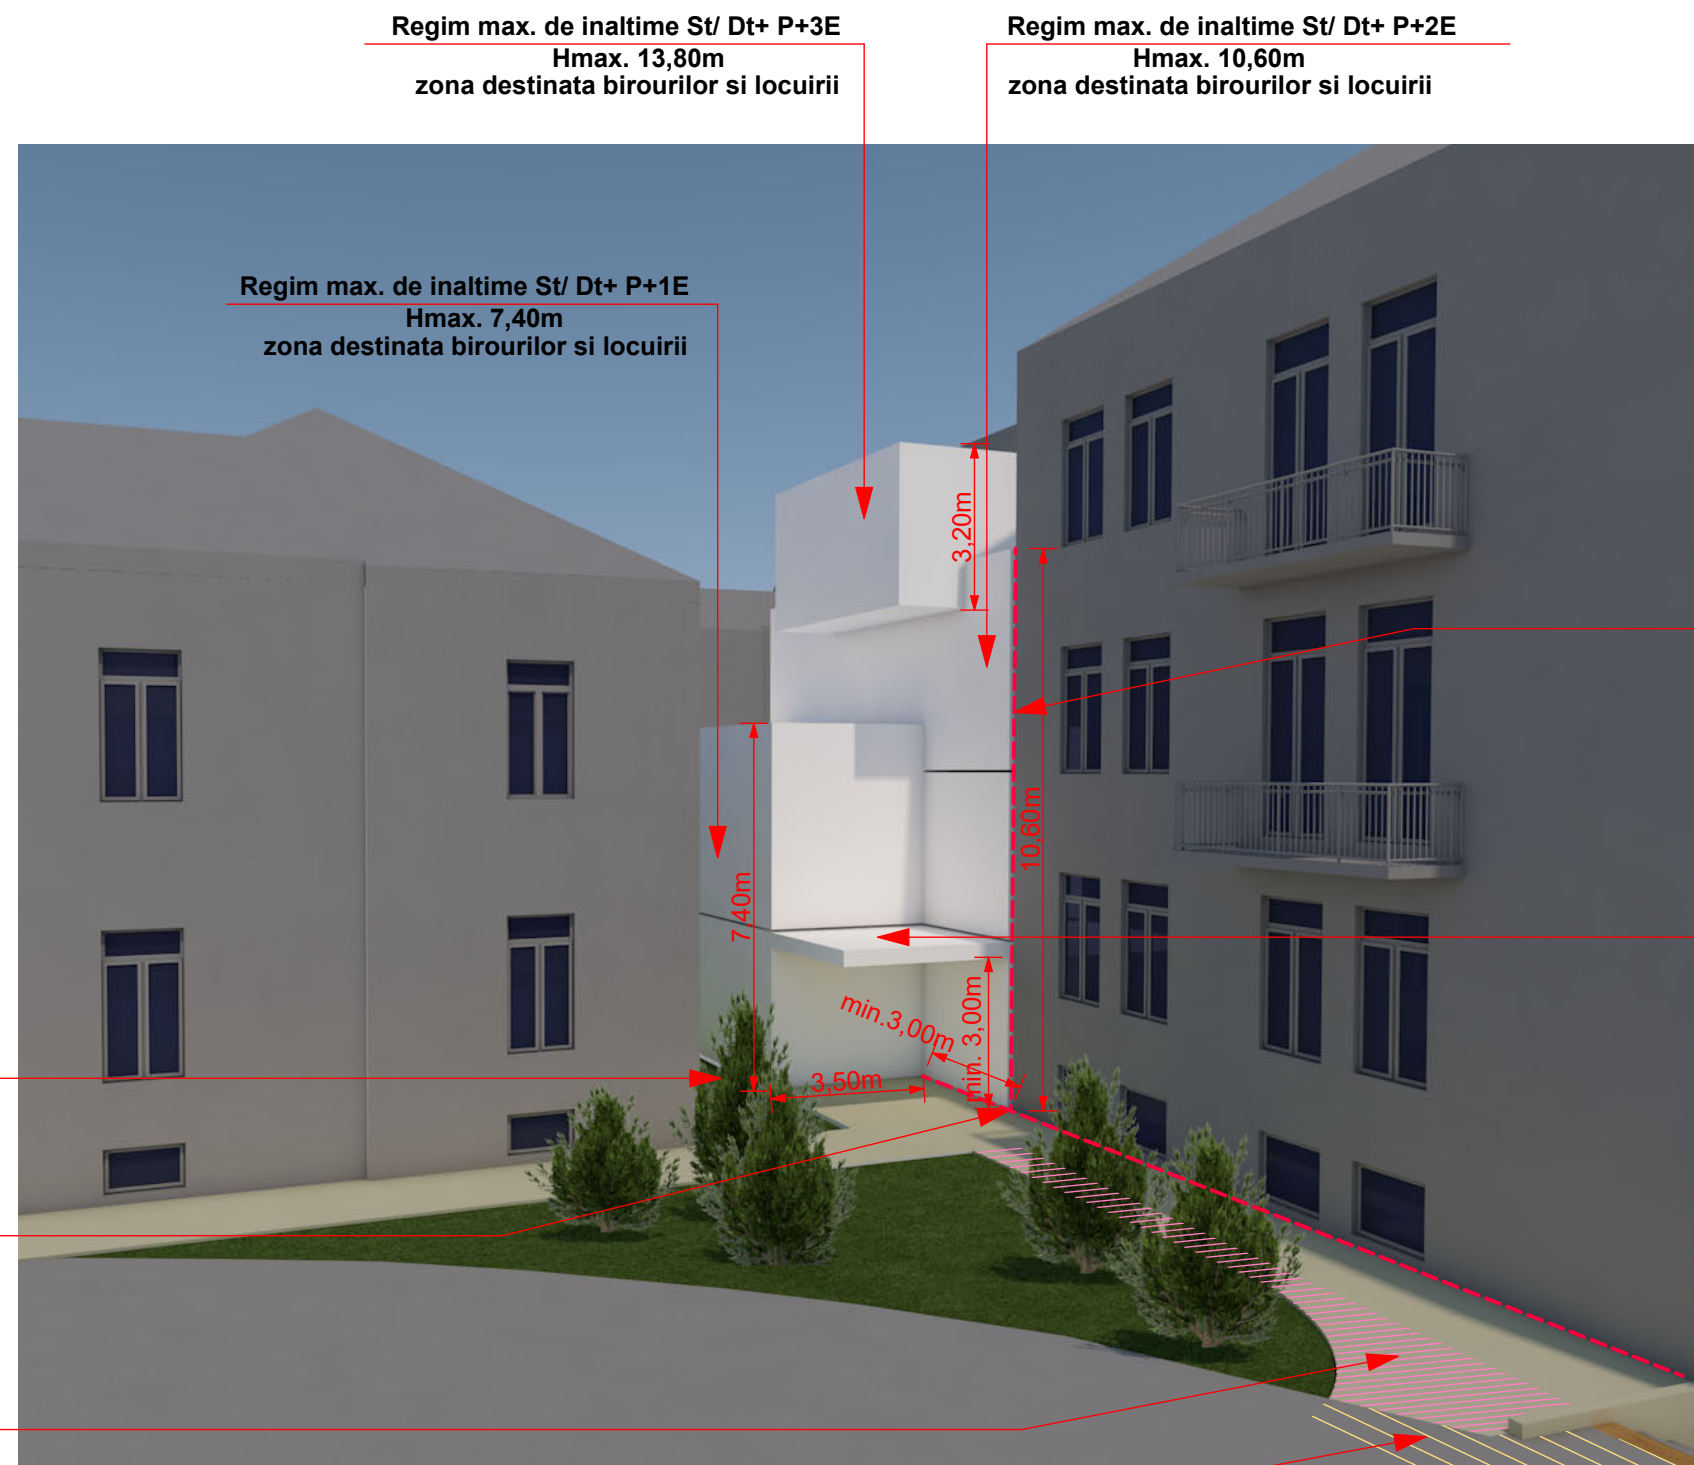 Regim max. de inaltime St/ Dt+ P+3E
Hmax. 13,80m
zona destinata birourilor si locuirii
Regim max. de inaltime St/ Dt+ P+2E
Hmax. 10,60m
zona destinata birourilor si locuirii
Regim max. de inaltime St/ Dt+ P+1E
Hmax. 7,40m
zona destinata birourilor si locuirii
3,20m
10,60m
7,40m
min.3,00m
min. 3,00m
3,50m